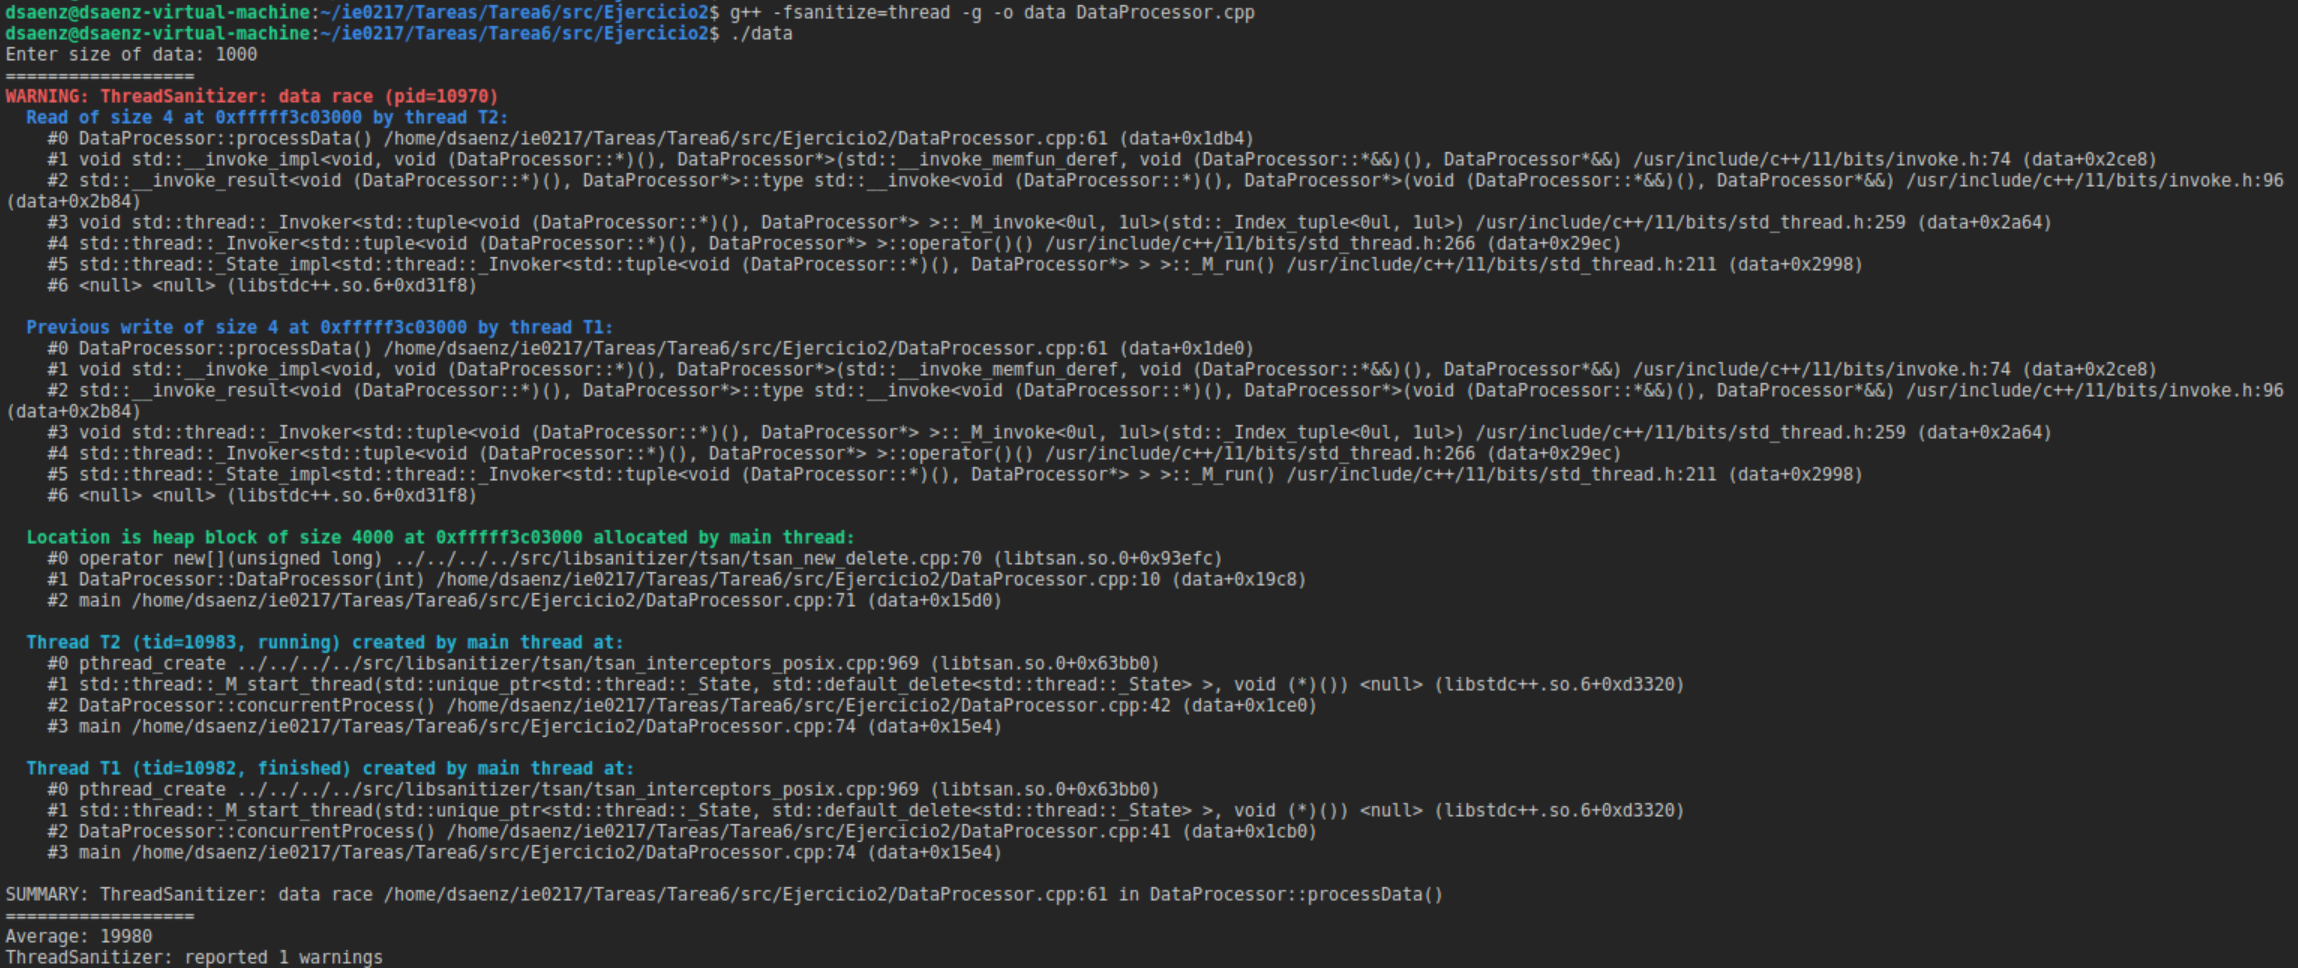 dsaenz@dsaenz-virtual-machine:~/ie0217/Tareas/Tarea6/src/Ejercicio2$ g++ -fsanitize=thread -g -o data DataProcessor.cpp
dsaenz@dsaenz-virtual-machine:~/ie0217/Tareas/Tarea6/src/Ejercicio2$ ./data
Enter size of data: 1000
==================
WARNING: ThreadSanitizer: data race (pid=10970)
  Read of size 4 at 0xfffff3c03000 by thread T2:
    #0 DataProcessor::processData() /home/dsaenz/ie0217/Tareas/Tarea6/src/Ejercicio2/DataProcessor.cpp:61 (data+0x1db4)
    #1 void std::__invoke_impl<void, void (DataProcessor::*)(), DataProcessor*>(std::__invoke_memfun_deref, void (DataProcessor::*&&)(), DataProcessor*&&) /usr/include/c++/11/bits/invoke.h:74 (data+0x2ce8)
    #2 std::__invoke_result<void (DataProcessor::*)(), DataProcessor*>::type std::__invoke<void (DataProcessor::*)(), DataProcessor*>(void (DataProcessor::*&&)(), DataProcessor*&&) /usr/include/c++/11/bits/invoke.h:96
(data+0x2b84)
    #3 void std::thread::_Invoker<std::tuple<void (DataProcessor::*)(), DataProcessor*> >::_M_invoke<0ul, 1ul>(std::_Index_tuple<0ul, 1ul>) /usr/include/c++/11/bits/std_thread.h:259 (data+0x2a64)
    #4 std::thread::_Invoker<std::tuple<void (DataProcessor::*)(), DataProcessor*> >::operator()() /usr/include/c++/11/bits/std_thread.h:266 (data+0x29ec)
    #5 std::thread::_State_impl<std::thread::_Invoker<std::tuple<void (DataProcessor::*)(), DataProcessor*> > >::_M_run() /usr/include/c++/11/bits/std_thread.h:211 (data+0x2998)
    #6 <null> <null> (libstdc++.so.6+0xd31f8)

  Previous write of size 4 at 0xfffff3c03000 by thread T1:
    #0 DataProcessor::processData() /home/dsaenz/ie0217/Tareas/Tarea6/src/Ejercicio2/DataProcessor.cpp:61 (data+0x1de0)
    #1 void std::__invoke_impl<void, void (DataProcessor::*)(), DataProcessor*>(std::__invoke_memfun_deref, void (DataProcessor::*&&)(), DataProcessor*&&) /usr/include/c++/11/bits/invoke.h:74 (data+0x2ce8)
    #2 std::__invoke_result<void (DataProcessor::*)(), DataProcessor*>::type std::__invoke<void (DataProcessor::*)(), DataProcessor*>(void (DataProcessor::*&&)(), DataProcessor*&&) /usr/include/c++/11/bits/invoke.h:96
(data+0x2b84)
    #3 void std::thread::_Invoker<std::tuple<void (DataProcessor::*)(), DataProcessor*> >::_M_invoke<0ul, 1ul>(std::_Index_tuple<0ul, 1ul>) /usr/include/c++/11/bits/std_thread.h:259 (data+0x2a64)
    #4 std::thread::_Invoker<std::tuple<void (DataProcessor::*)(), DataProcessor*> >::operator()() /usr/include/c++/11/bits/std_thread.h:266 (data+0x29ec)
    #5 std::thread::_State_impl<std::thread::_Invoker<std::tuple<void (DataProcessor::*)(), DataProcessor*> > >::_M_run() /usr/include/c++/11/bits/std_thread.h:211 (data+0x2998)
    #6 <null> <null> (libstdc++.so.6+0xd31f8)

  Location is heap block of size 4000 at 0xfffff3c03000 allocated by main thread:
    #0 operator new[](unsigned long) ../../../../src/libsanitizer/tsan/tsan_new_delete.cpp:70 (libtsan.so.0+0x93efc)
    #1 DataProcessor::DataProcessor(int) /home/dsaenz/ie0217/Tareas/Tarea6/src/Ejercicio2/DataProcessor.cpp:10 (data+0x19c8)
    #2 main /home/dsaenz/ie0217/Tareas/Tarea6/src/Ejercicio2/DataProcessor.cpp:71 (data+0x15d0)

  Thread T2 (tid=10983, running) created by main thread at:
    #0 pthread_create ../../../../src/libsanitizer/tsan/tsan_interceptors_posix.cpp:969 (libtsan.so.0+0x63bb0)
    #1 std::thread::_M_start_thread(std::unique_ptr<std::thread::_State, std::default_delete<std::thread::_State> >, void (*)()) <null> (libstdc++.so.6+0xd3320)
    #2 DataProcessor::concurrentProcess() /home/dsaenz/ie0217/Tareas/Tarea6/src/Ejercicio2/DataProcessor.cpp:42 (data+0x1ce0)
    #3 main /home/dsaenz/ie0217/Tareas/Tarea6/src/Ejercicio2/DataProcessor.cpp:74 (data+0x15e4)

  Thread T1 (tid=10982, finished) created by main thread at:
    #0 pthread_create ../../../../src/libsanitizer/tsan/tsan_interceptors_posix.cpp:969 (libtsan.so.0+0x63bb0)
    #1 std::thread::_M_start_thread(std::unique_ptr<std::thread::_State, std::default_delete<std::thread::_State> >, void (*)()) <null> (libstdc++.so.6+0xd3320)
    #2 DataProcessor::concurrentProcess() /home/dsaenz/ie0217/Tareas/Tarea6/src/Ejercicio2/DataProcessor.cpp:41 (data+0x1cb0)
    #3 main /home/dsaenz/ie0217/Tareas/Tarea6/src/Ejercicio2/DataProcessor.cpp:74 (data+0x15e4)

SUMMARY: ThreadSanitizer: data race /home/dsaenz/ie0217/Tareas/Tarea6/src/Ejercicio2/DataProcessor.cpp:61 in DataProcessor::processData()
==================
Average: 19980
ThreadSanitizer: reported 1 warnings